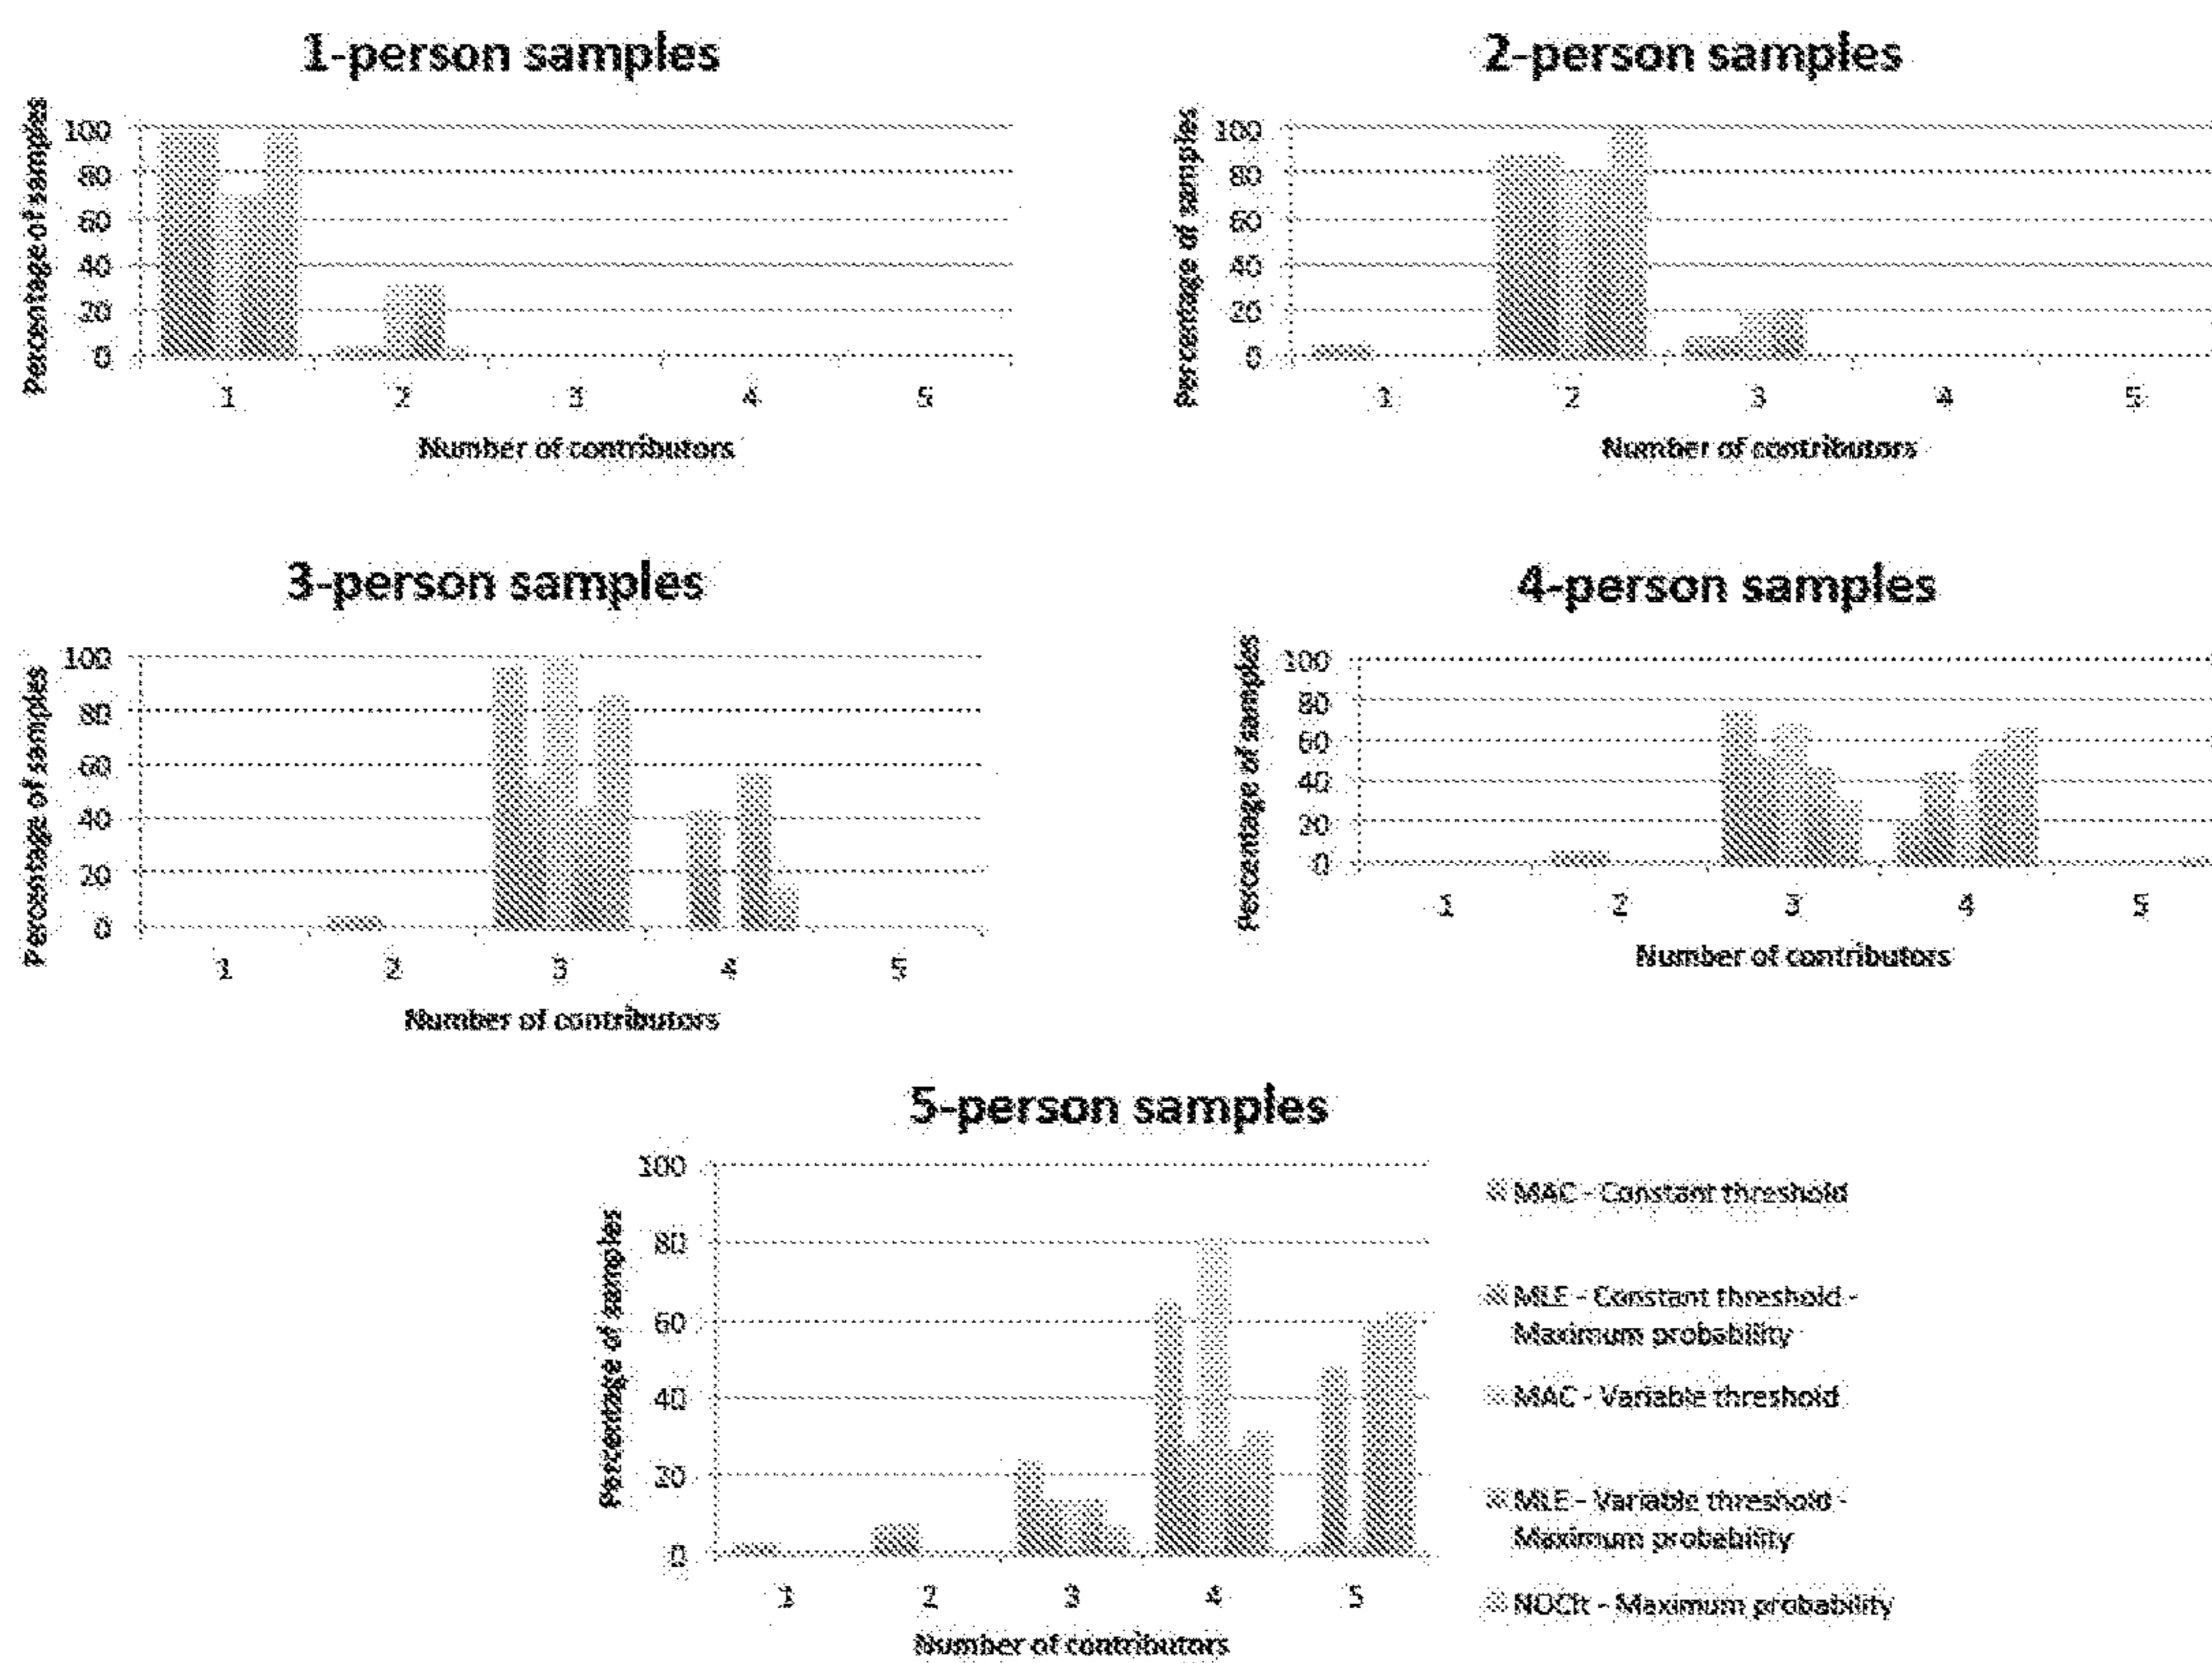 1-person samples
Percentage of samples
100
80
60
40
20
0
1
2
3
4
5
Number of contributors
2-person samples
Percentage of samples
100
80
60
40
20
0
1
2
3
4
5
Number of contributors
3-person samples
Percentage of samples
100
80
60
40
20
0
1
2
3
4
5
Number of contributors
4-person samples
Percentage of samples
100
80
60
40
20
0
1
2
3
4
5
Number of contributors
5-person samples
Percentage of samples
100
80
60
40
20
0
1
2
3
4
5
Number of contributors
MAC - Constant threshold
MLE - Constant threshold -
Maximum probability
MAC - Variable threshold
MLE - Variable threshold -
Maximum probability
NOCIt - Maximum probability